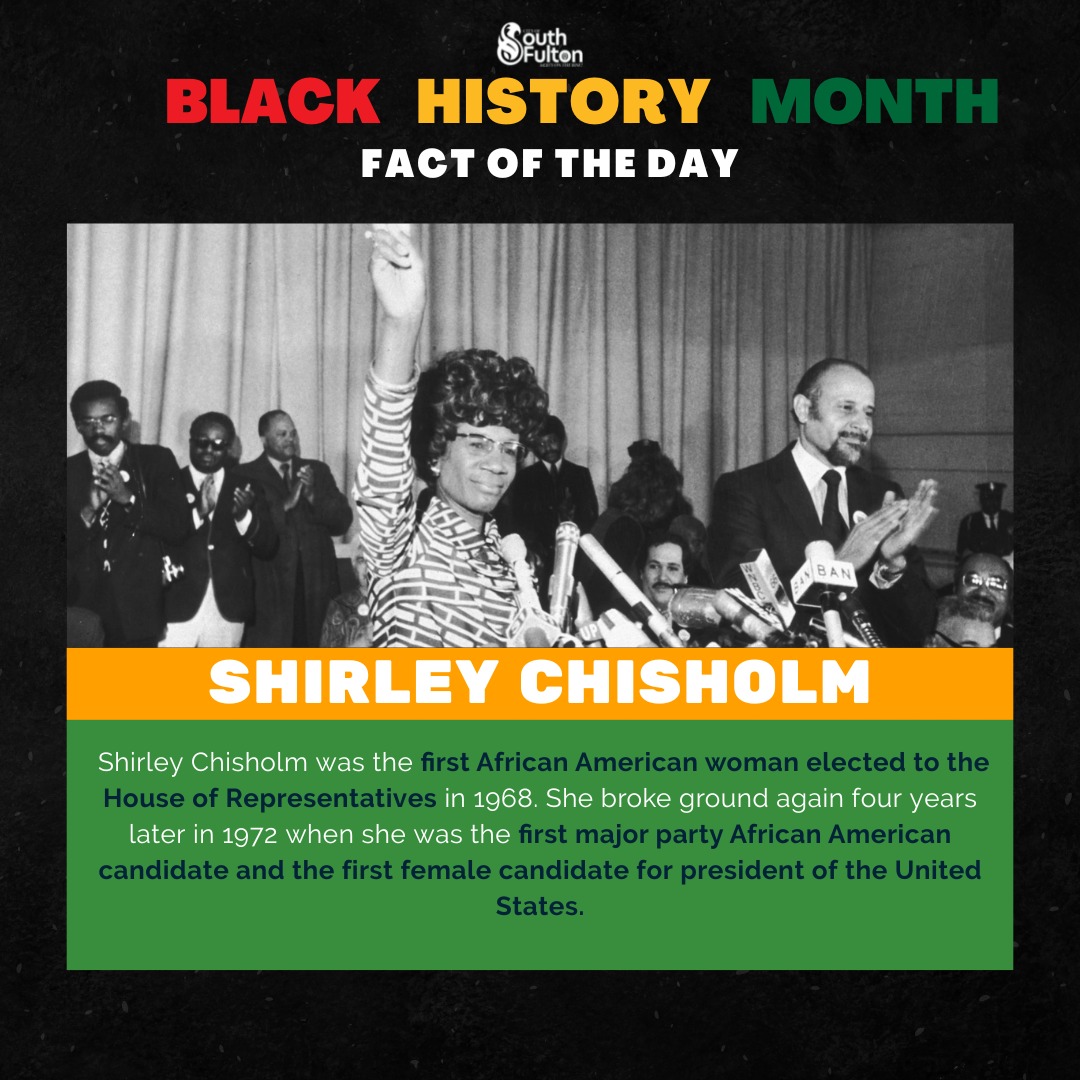 South
Fulton
BLACK HISTORY MONTH
FACT OF THE DAY
BAN
SHIRLEY CHISHOLM
Shirley Chisholm was the first African American woman elected to the
House of Representatives in 1968. She broke ground again four years
later in 1972 when she was the first major party African American
candidate and the first female candidate for president of the United
States.